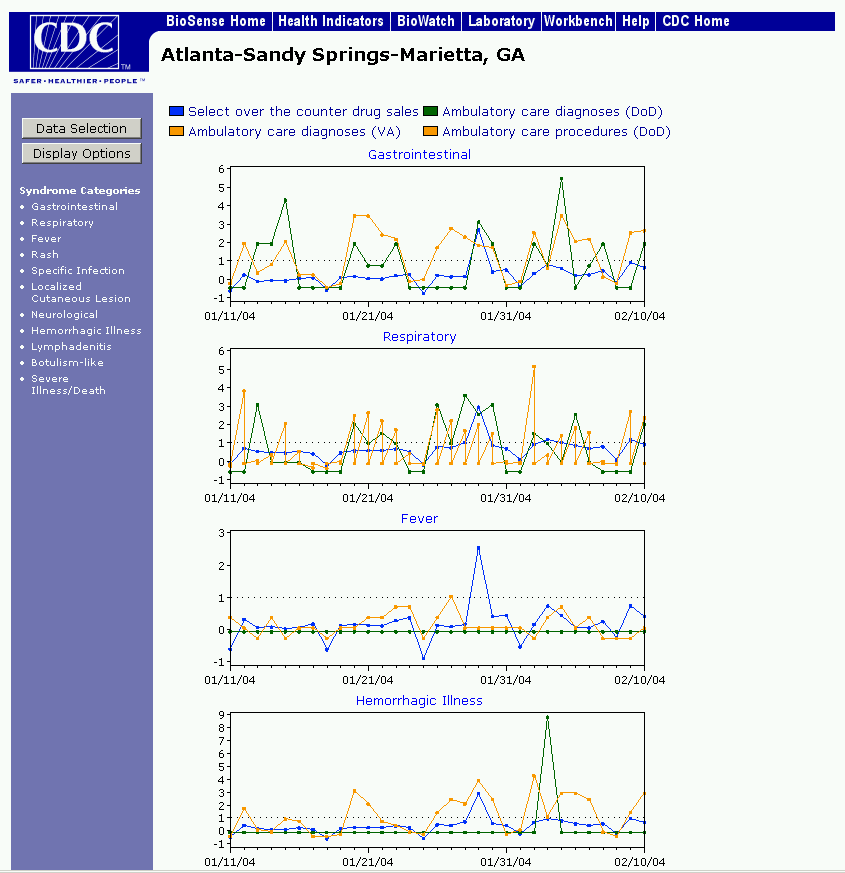 BioSense Home | Health Indicators | BioWatch | Laboratory | Workbench | Help | CDC Home
CDC
TM
SAFER • HEALTHIER • PEOPLE™
Atlanta-Sandy Springs-Marietta, GA
Data Selection
Display Options
Syndrome Categories
• Gastrointestinal
• Respiratory
• Fever
• Rash
• Specific Infection
• Localized
Cutaneous Lesion
• Neurological
• Hemorrhagic Illness
• Lymphadenitis
• Botulism-like
• Severe
Illness/Death
Select over the counter drug sales Ambulatory care diagnoses (DoD)
Ambulatory care diagnoses (VA) Ambulatory care procedures (DoD)
Gastrointestinal
6
5
4
3
2
1
0
-1
01/11/04 01/21/04 01/31/04 02/10/04
Respiratory
6
5
4
3
2
1
0
-1
01/11/04 01/21/04 01/31/04 02/10/04
Fever
3
2
1
0
-1
01/11/04 01/21/04 01/31/04 02/10/04
Hemorrhagic Illness
9
8
7
6
5
4
3
2
1
0
-1
01/11/04 01/21/04 01/31/04 02/10/04